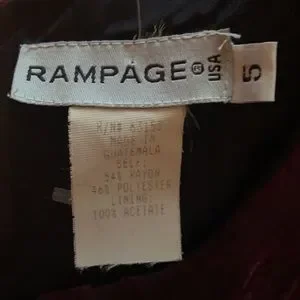 RAMPAGE® USA 5
MADE IN
GUATEMALA
SELF:
54% RAYON
46% POLYESTER
LINING:
100% ACETATE